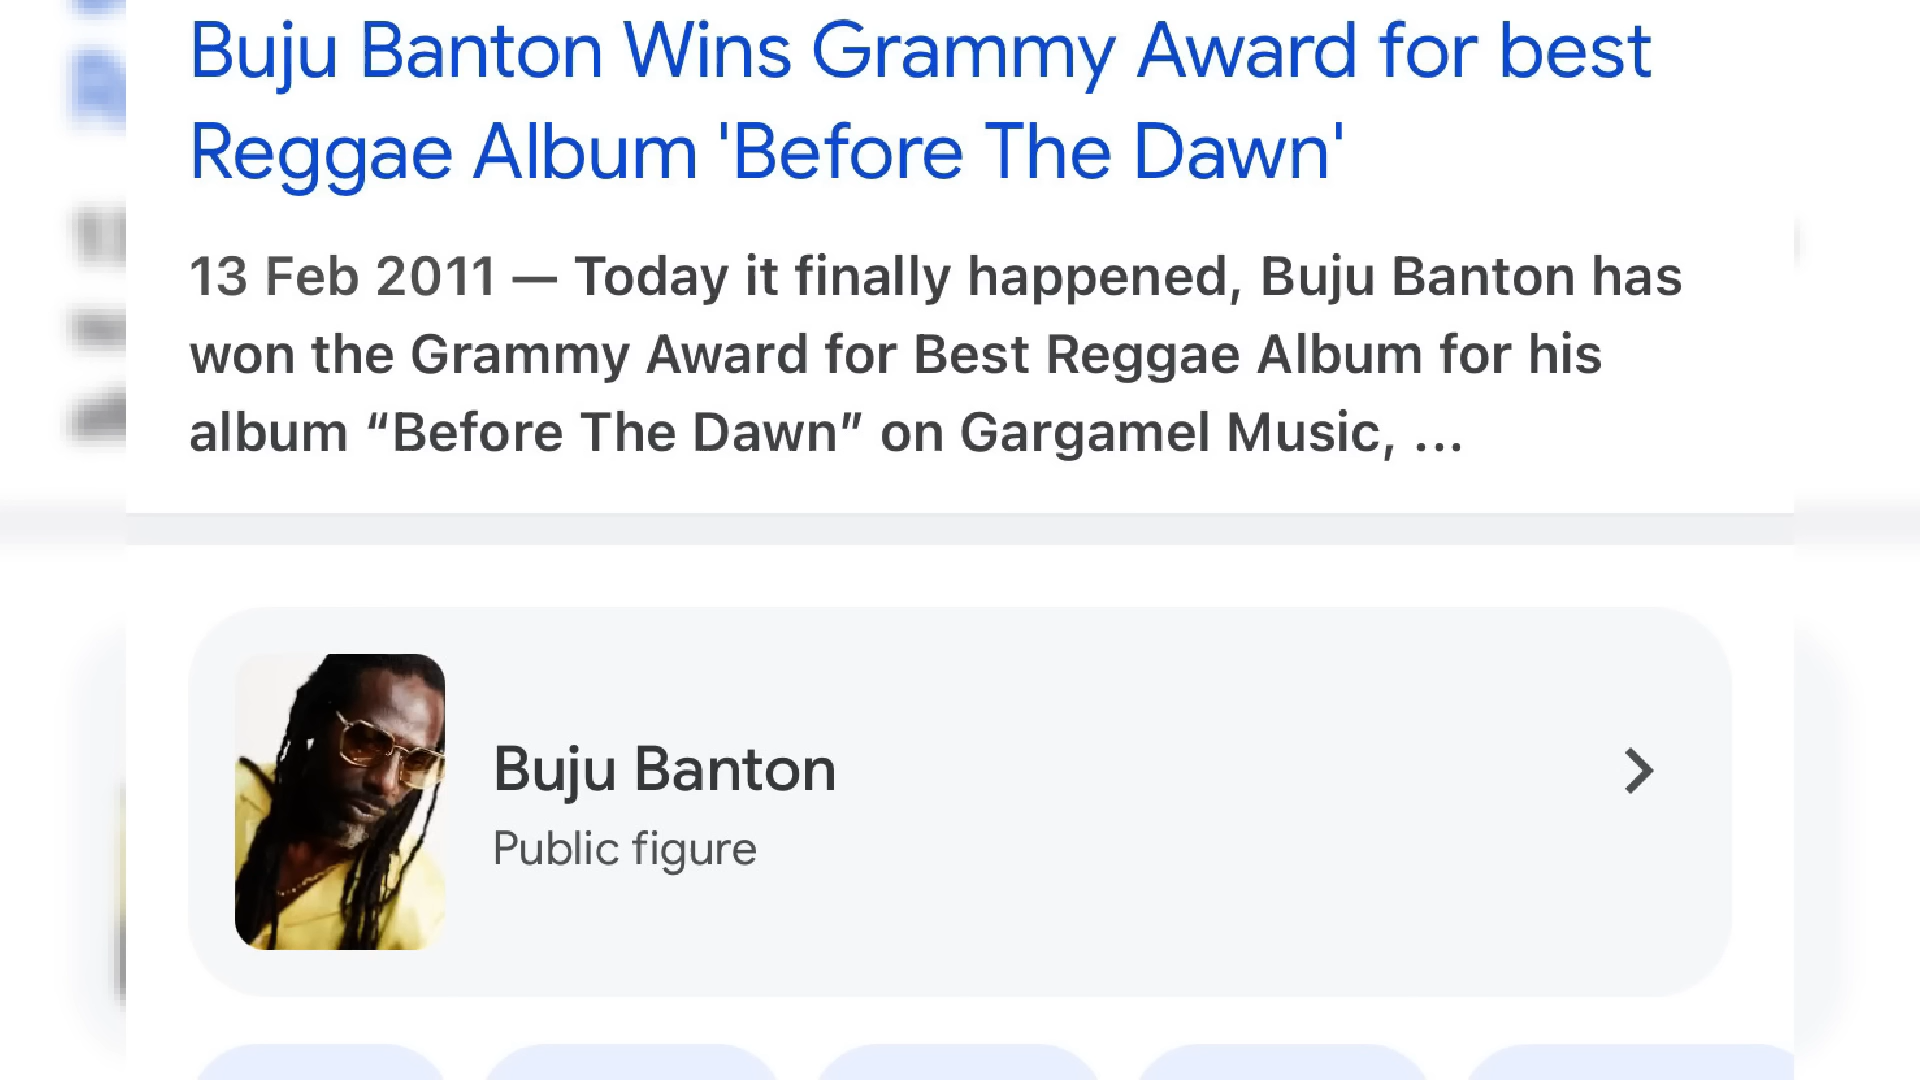 Buju Banton Wins Grammy Award for best
Reggae Album 'Before The Dawn'
13 Feb 2011 — Today it finally happened, Buju Banton has
won the Grammy Award for Best Reggae Album for his
album “Before The Dawn” on Gargamel Music, ...
Buju Banton
Public figure